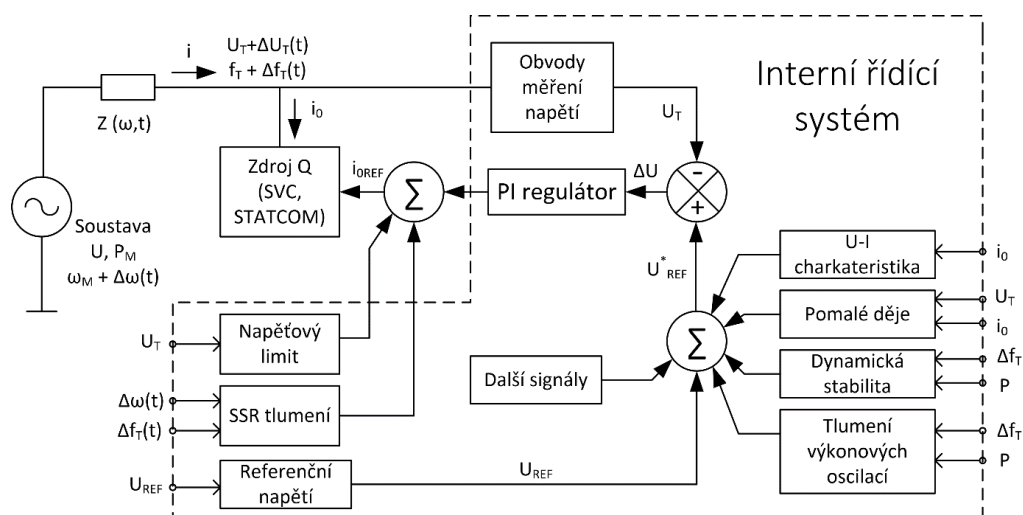 i
U_T+ΔU_T(t)
f_T + Δf_T(t)
Z (ω,t)
i_0
Obvody
měření
napětí
U_T
Interní řídící
systém
Zdroj Q
(SVC,
STATCOM)
i_0REF
Σ
PI regulátor
ΔU
-
+
Soustava
U, P_M
ω_M + Δω(t)
U^*_REF
U-I
charkateristika
i_0
Pomalé děje
U_T
i_0
U_T
Napěťový
limit
Σ
Dynamická
stabilita
Δf_T
P
Další signály
Δω(t)
Δf_T(t)
SSR tlumení
Tlumení
výkonových
oscilací
Δf_T
P
U_REF
Referenční
napětí
U_REF